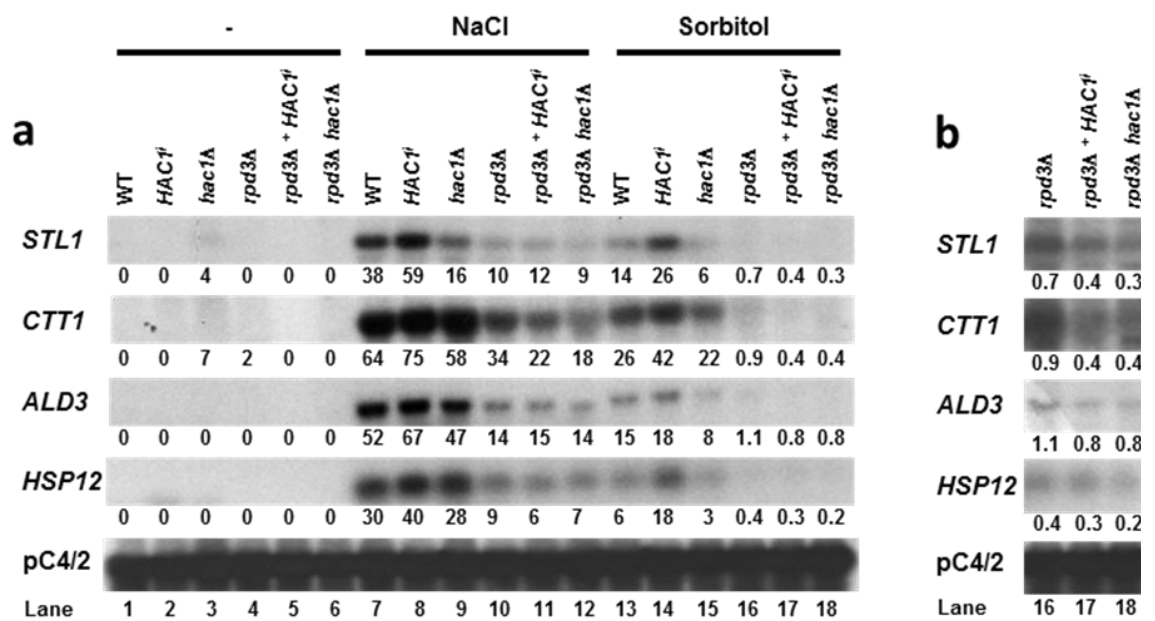 - NaCl Sorbitol
a b
WT HAC1ⁱ hac1Δ rpd3Δ rpd3Δ + HAC1ⁱ rpd3Δ hac1Δ WT HAC1ⁱ hac1Δ rpd3Δ rpd3Δ + HAC1ⁱ rpd3Δ hac1Δ WT HAC1ⁱ hac1Δ rpd3Δ rpd3Δ + HAC1ⁱ rpd3Δ hac1Δ rpd3Δ rpd3Δ + HAC1ⁱ rpd3Δ hac1Δ
STL1 STL1
0 0 4 0 0 0 38 59 16 10 12 9 14 26 6 0.7 0.4 0.3 0.7 0.4 0.3
CTT1 CTT1
0 0 7 2 0 0 64 75 58 34 22 18 26 42 22 0.9 0.4 0.4 0.9 0.4 0.4
ALD3 ALD3
0 0 0 0 0 0 52 67 47 14 15 14 15 18 8 1.1 0.8 0.8 1.1 0.8 0.8
HSP12 HSP12
0 0 0 0 0 0 30 40 28 9 6 7 6 18 3 0.4 0.3 0.2 0.4 0.3 0.2
pC4/2 pC4/2
Lane 1 2 3 4 5 6 7 8 9 10 11 12 13 14 15 16 17 18 Lane 16 17 18